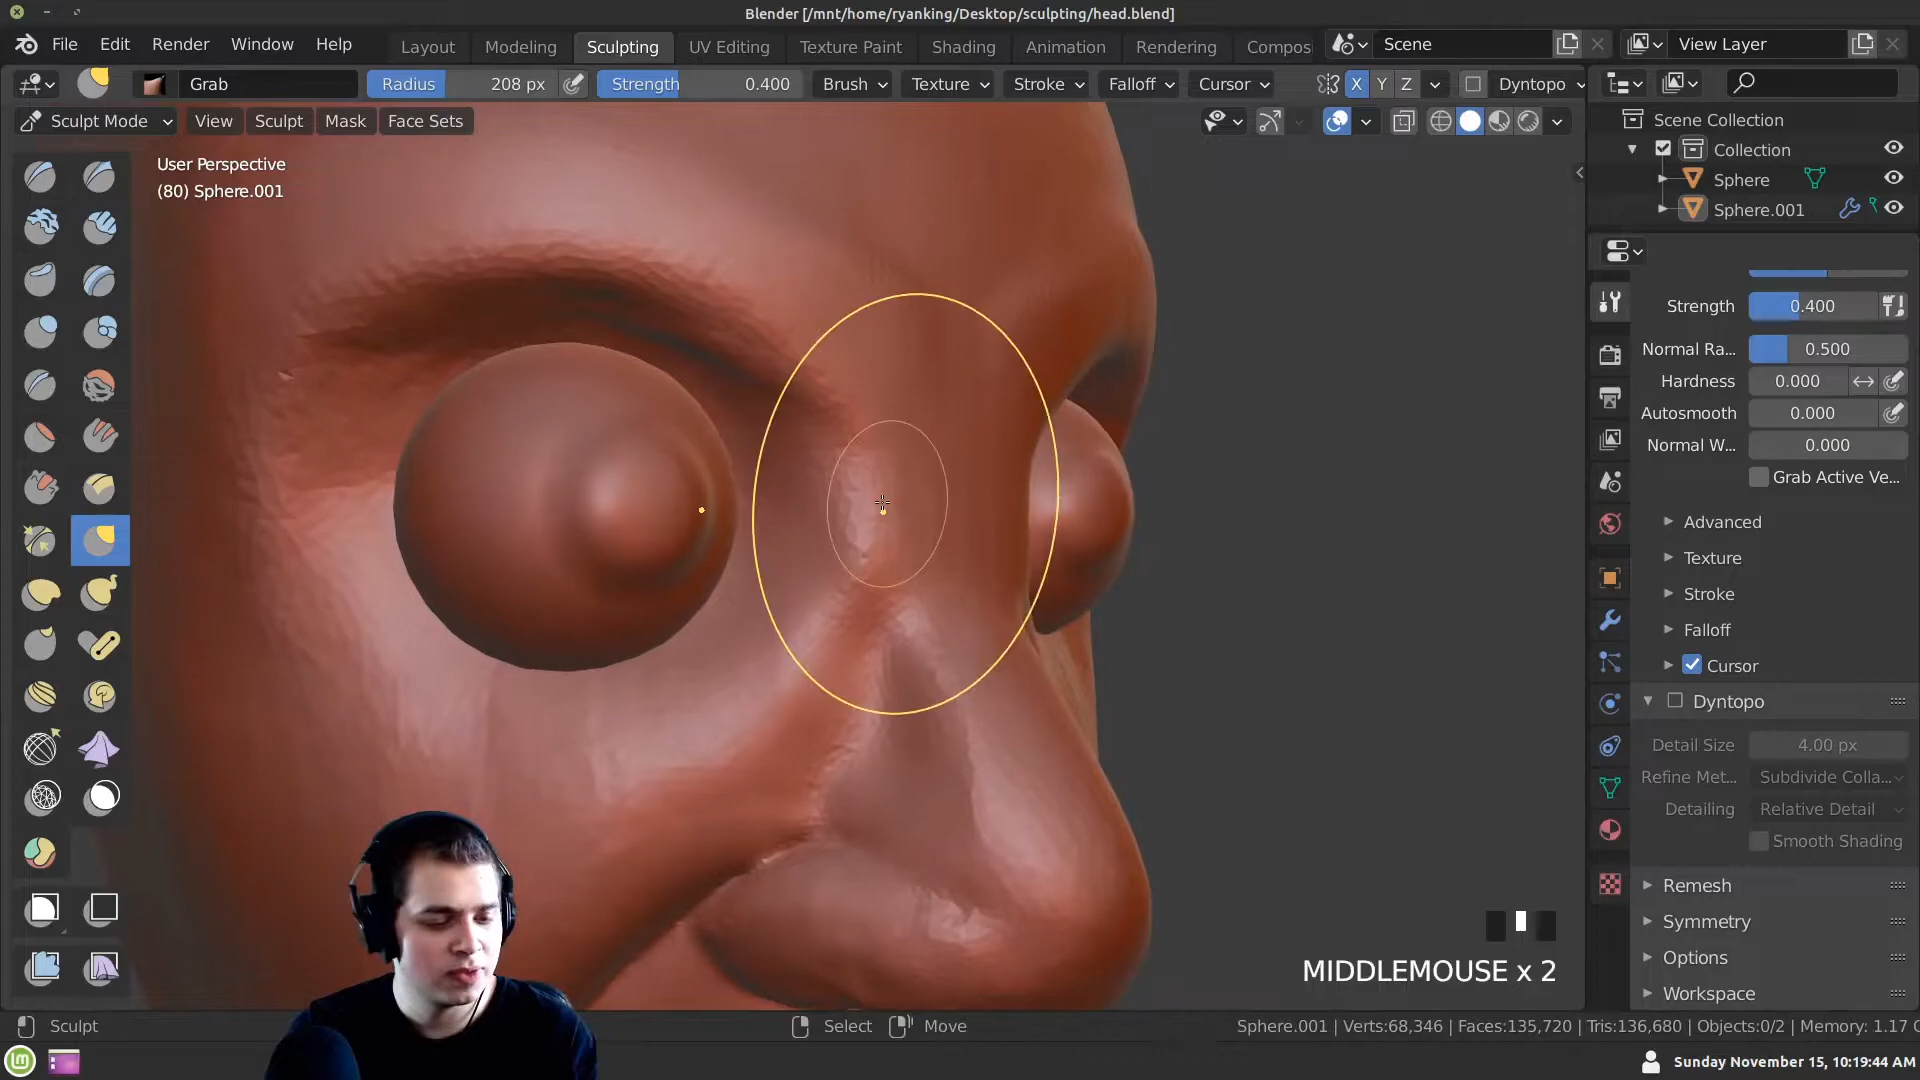 Blender [/mnt/home/ryanking/Desktop/sculpting/head.blend]
File Edit Render Window Help Layout Modeling Sculpting UV Editing Texture Paint Shading Animation Rendering Compos Scene View Layer
Grab Radius 208 px Strength 0.400 Brush Texture Stroke Falloff Cursor X Y Z Dyntopo
Sculpt Mode View Sculpt Mask Face Sets
Scene Collection
Collection
Sphere
Sphere.001
User Perspective
(80) Sphere.001
Strength 0.400
Normal Ra... 0.500
Hardness 0.000
Autosmooth 0.000
Normal W... 0.000
Grab Active Ve...
Advanced
Texture
Stroke
Falloff
Cursor
Dyntopo
Detail Size 4.00 px
Refine Met... Subdivide Colla...
Detailing Relative Detail
Smooth Shading
Remesh
Symmetry
Options
Workspace
MIDDLEMOUSE x 2
Sculpt Select Move Sphere.001 | Verts:68,346 | Faces:135,720 | Tris:136,680 | Objects:0/2 | Memory: 1.17 G
Sunday November 15, 10:19:44 AM